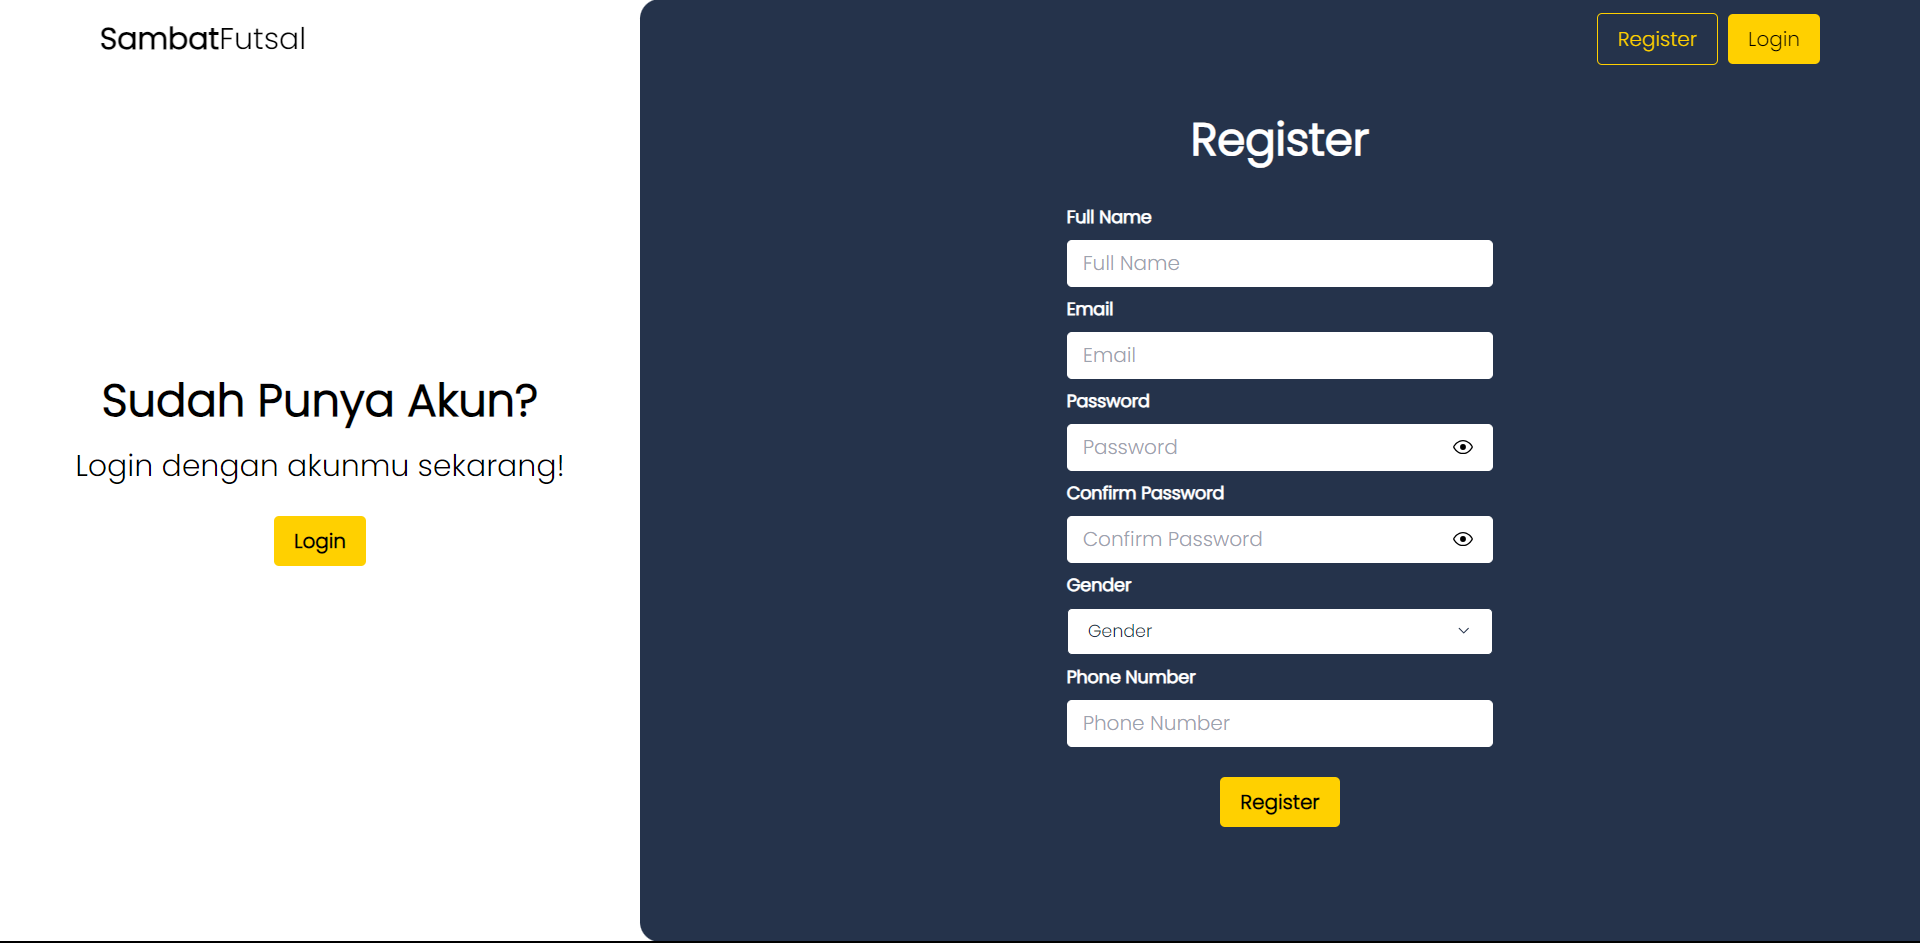 SambatFutsal
Register
Login
Sudah Punya Akun?
Login dengan akunmu sekarang!
Login
Register
Full Name
Full Name
Email
Email
Password
Password
Confirm Password
Confirm Password
Gender
Gender
Phone Number
Phone Number
Register